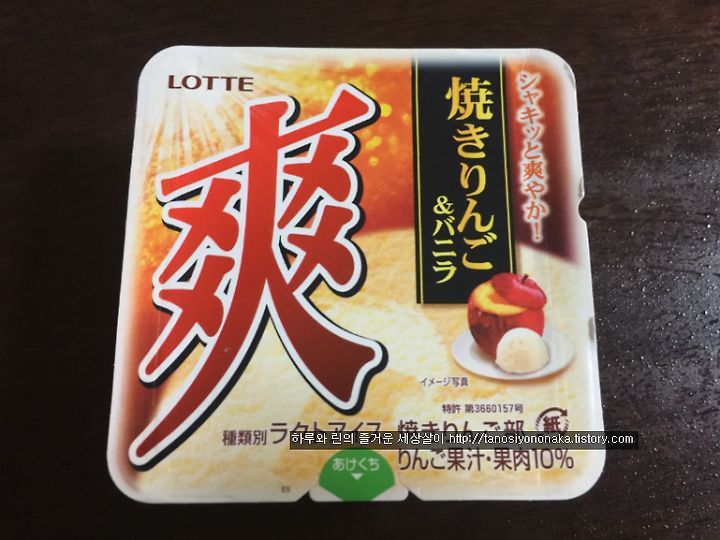 LOTTE
爽
シャキッと爽やか!
焼きりんご
&バニラ
イメージ写真
特許 第3660157号
種類別 ラクトアイス 焼きりんご部
紙
하루와 린의 즐거운 세상살이 http://tanosiyononaka.tistory.com
りんご果汁・果肉10%
あけくち
ES